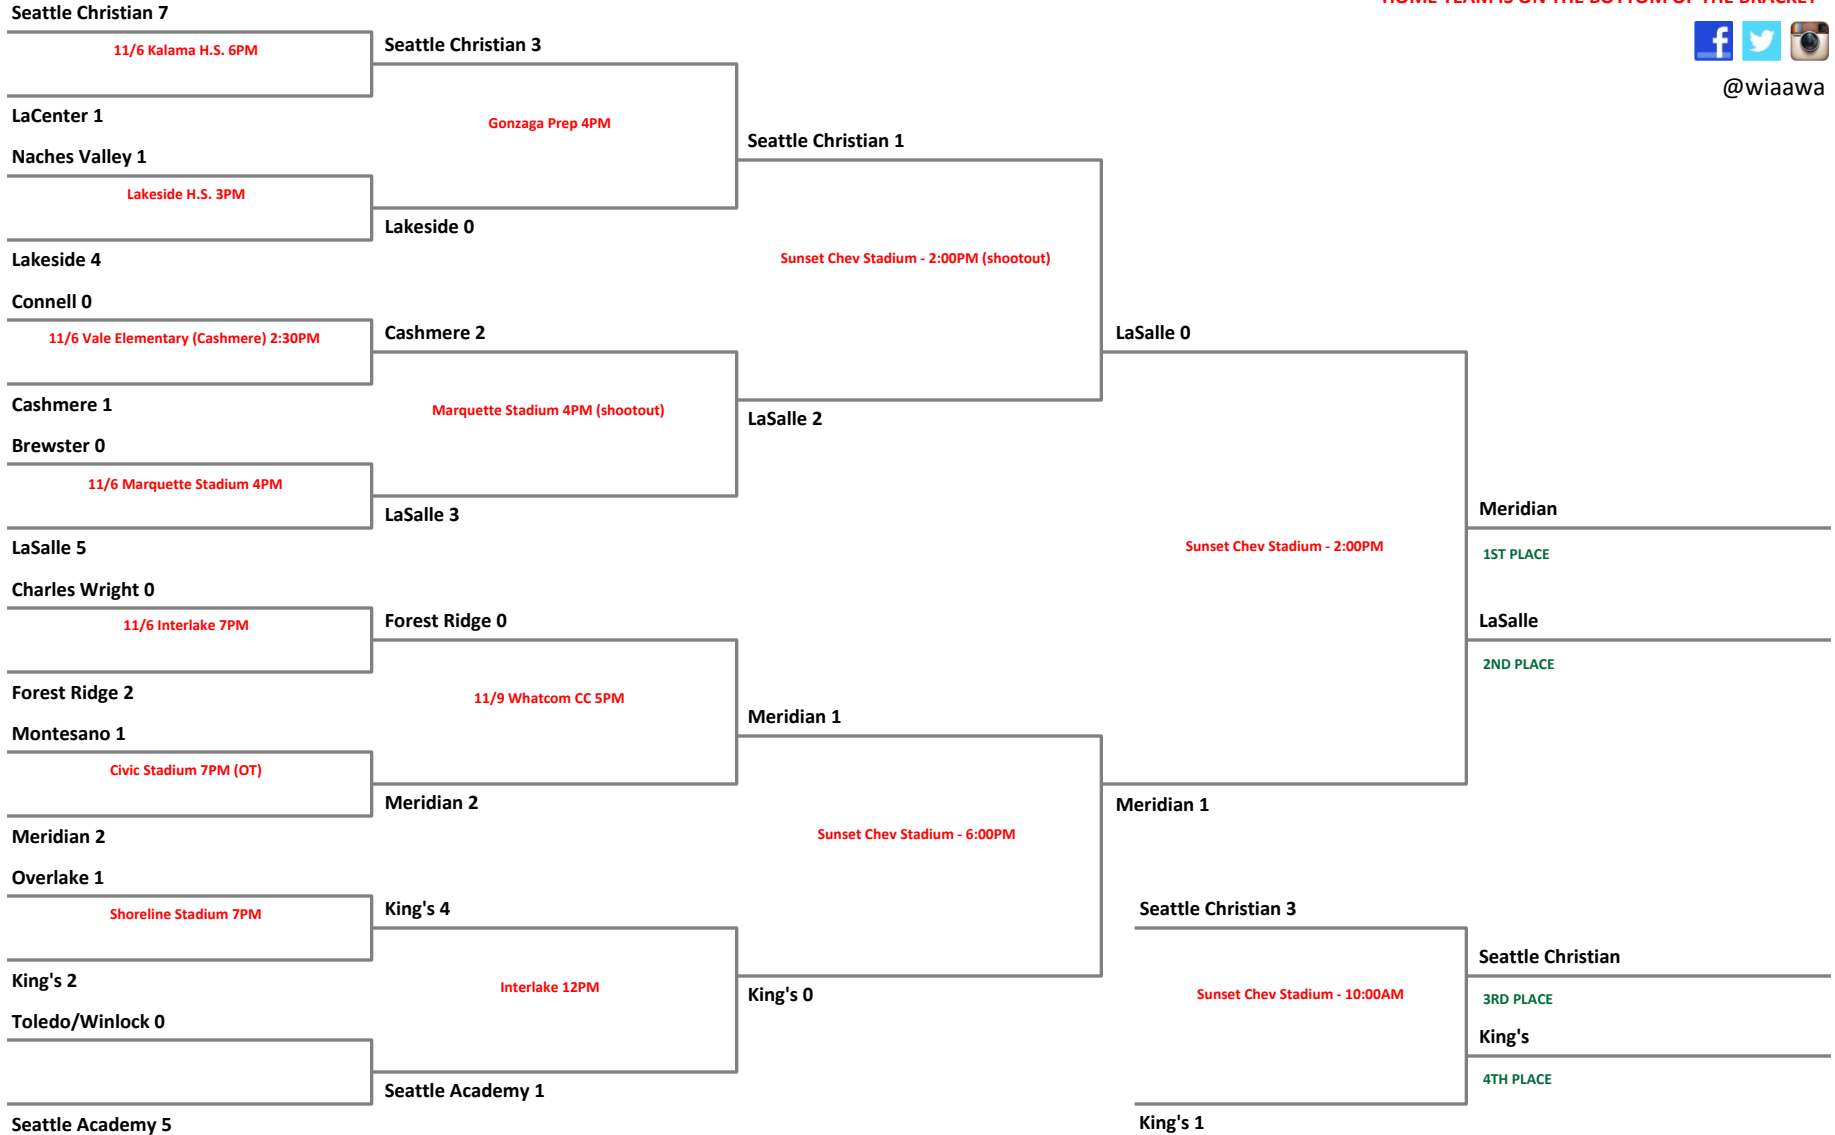 HOME TEAM IS ON THE BOTTOM OF THE BRACKET
@wiaawa
Seattle Christian 7
11/6 Kalama H.S. 6PM
LaCenter 1
Naches Valley 1
Lakeside H.S. 3PM
Lakeside 4
Connell 0
11/6 Vale Elementary (Cashmere) 2:30PM
Cashmere 1
Brewster 0
11/6 Marquette Stadium 4PM
LaSalle 5
Charles Wright 0
11/6 Interlake 7PM
Forest Ridge 2
Montesano 1
Civic Stadium 7PM (OT)
Meridian 2
Overlake 1
Shoreline Stadium 7PM
King's 2
Toledo/Winlock 0
Seattle Academy 5
Seattle Christian 3
Gonzaga Prep 4PM
Lakeside 0
Cashmere 2
Marquette Stadium 4PM (shootout)
LaSalle 3
Forest Ridge 0
11/9 Whatcom CC 5PM
Meridian 2
King's 4
Interlake 12PM
Seattle Academy 1
Seattle Christian 1
Sunset Chev Stadium - 2:00PM (shootout)
LaSalle 2
Meridian 1
Sunset Chev Stadium - 6:00PM
King's 0
LaSalle 0
Sunset Chev Stadium - 2:00PM
Meridian 1
Seattle Christian 3
Sunset Chev Stadium - 10:00AM
King's 1
Meridian
1ST PLACE
LaSalle
2ND PLACE
Seattle Christian
3RD PLACE
King's
4TH PLACE